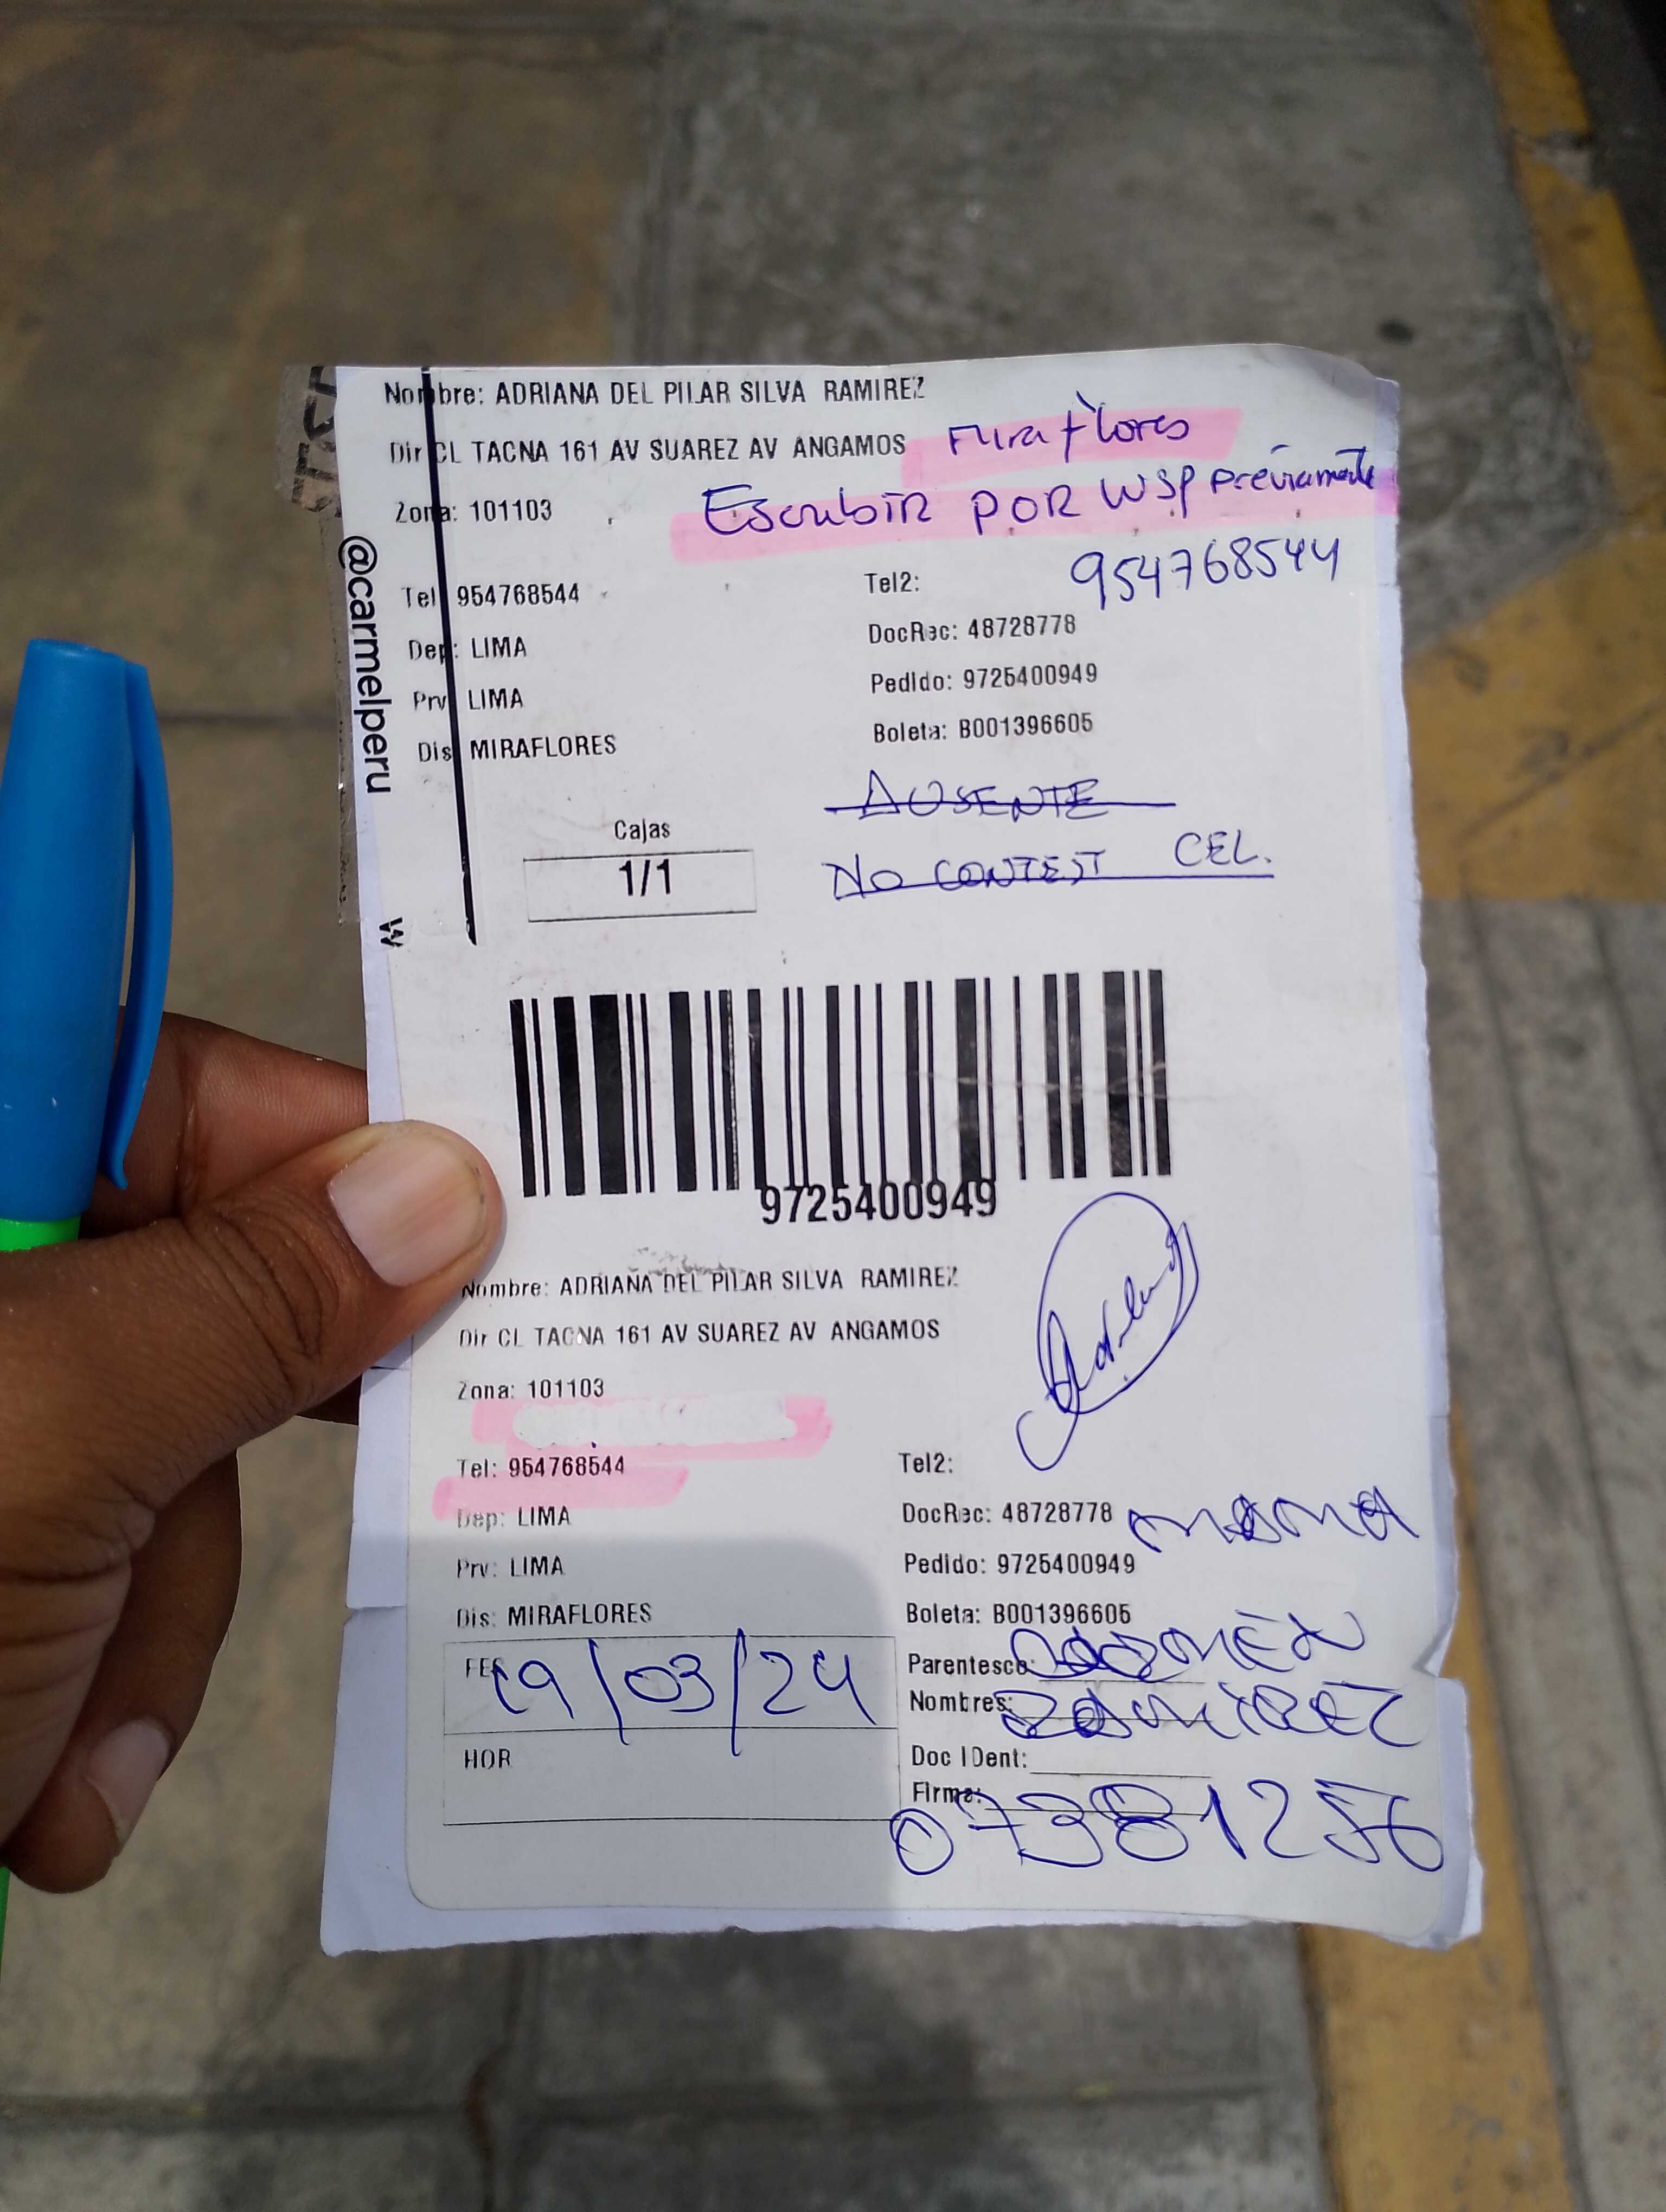 Nombre: ADRIANA DEL PILAR SILVA RAMIREZ
Dir CL TACNA 161 AV SUAREZ AV ANGAMOS Miraflores
Zona: 101103 Escribir POR WSP previamente
954768544
Tel 954768544 Tel2:
Dep: LIMA DocRec: 48728778
Prv LIMA Pedido: 9725400949
Dis MIRAFLORES Boleta: B001396605
@carmelperu
AUSENTE
Cajas
1/1
NO CONTEST CEL.
W
9725400949
Nombre: ADRIANA DEL PILAR SILVA RAMIREZ
Dir CL TACNA 161 AV SUAREZ AV ANGAMOS
Zona: 101103
Tel: 954768544 Tel2:
Dep: LIMA DocRec: 48728778 MAMA
Prv: LIMA Pedido: 9725400949
Dis: MIRAFLORES Boleta: B001396605
FEC 19/03/24
Parentesco: CARMEN
Nombres: RAMIREZ
HOR
Doc IDent:
Firma:
07381256